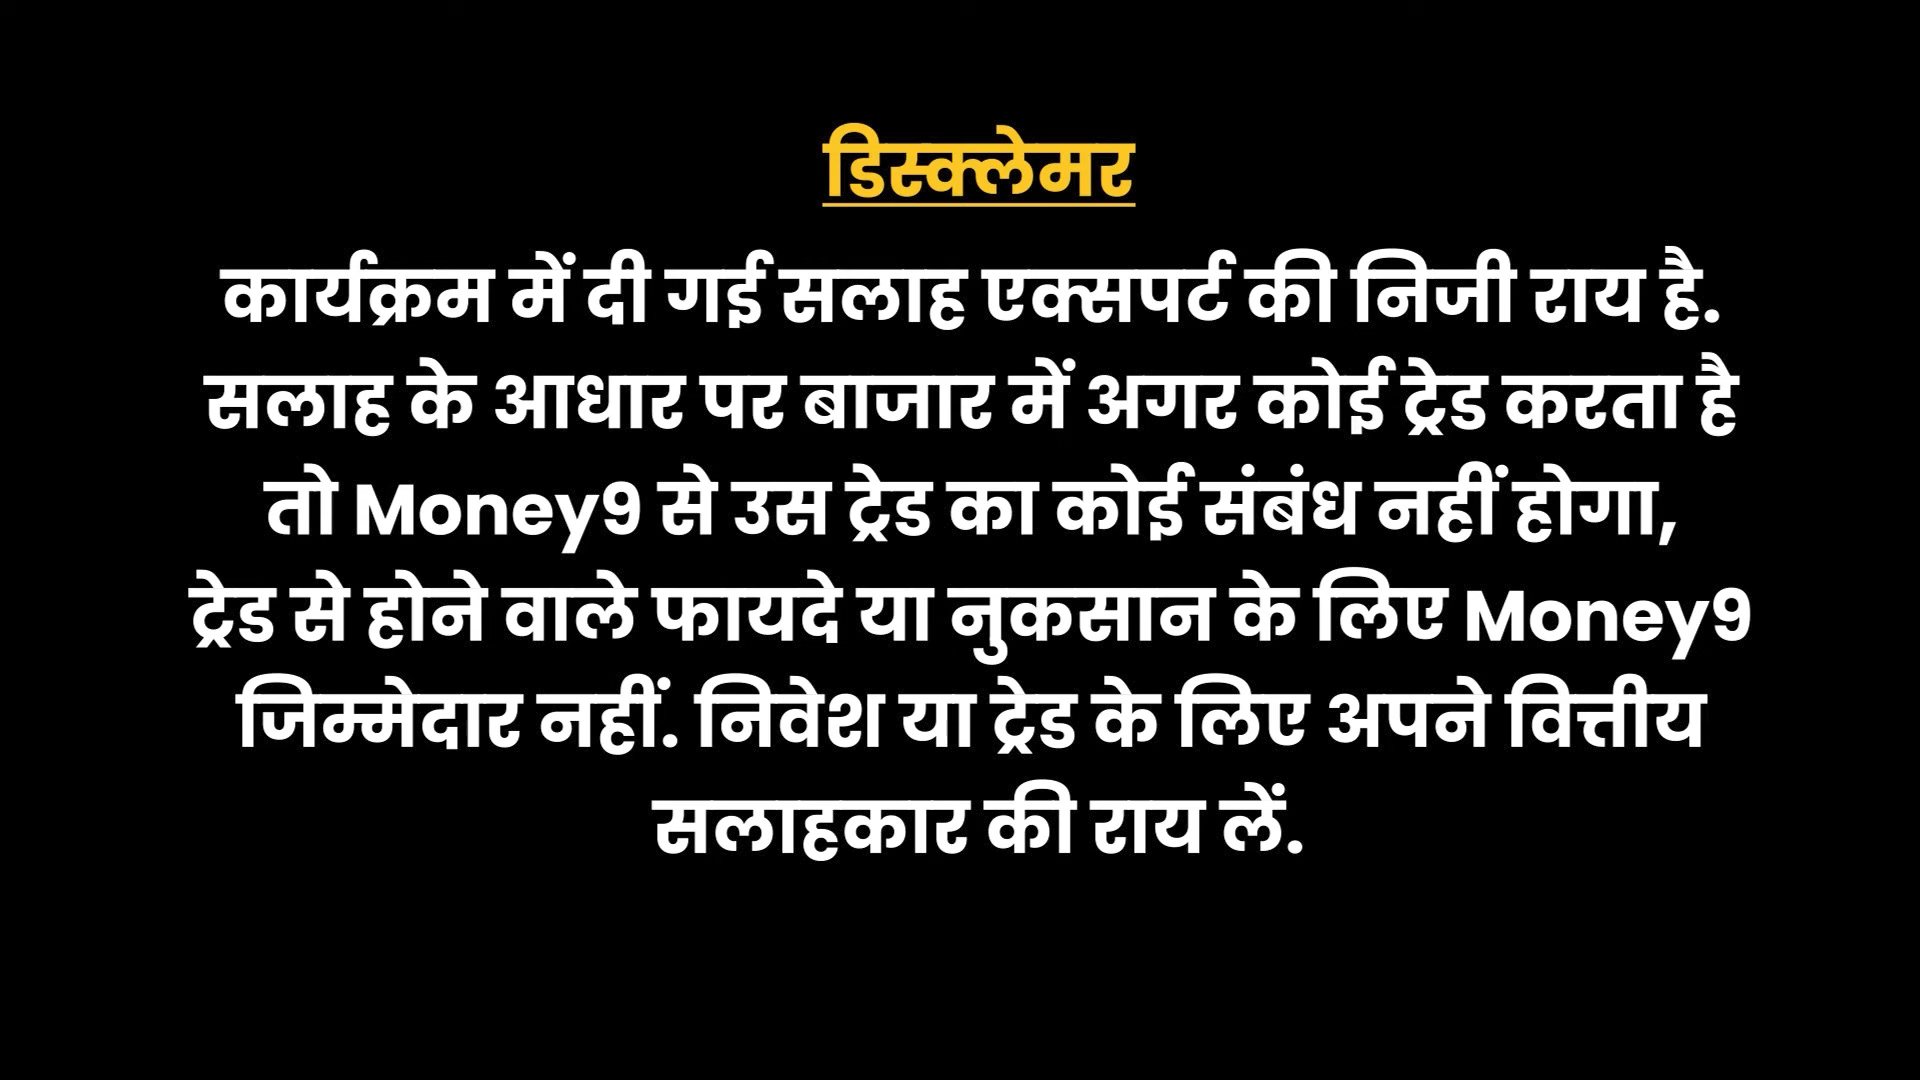 डिस्क्लेमर
कार्यक्रम में दी गई सलाह एक्सपर्ट की निजी राय है.
सलाह के आधार पर बाजार में अगर कोई ट्रेड करता है
तो Money9 से उस ट्रेड का कोई संबंध नहीं होगा,
ट्रेड से होने वाले फायदे या नुकसान के लिए Money9
जिम्मेदार नहीं. निवेश या ट्रेड के लिए अपने वित्तीय
सलाहकार की राय लें.